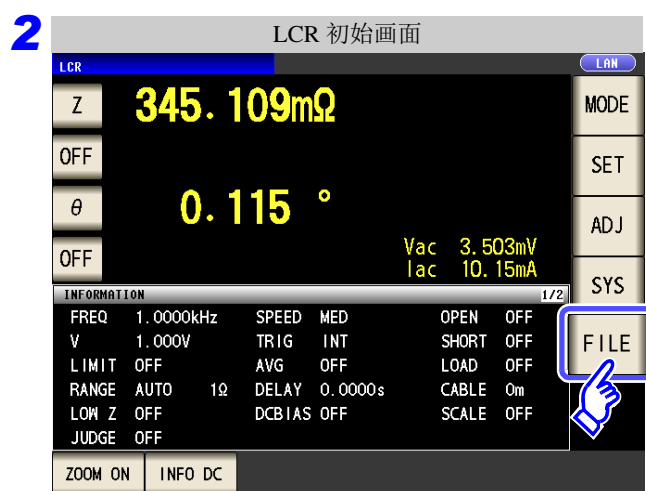 2
LCR 初始画面
LCR
LAN
Z
345.109mΩ
MODE
OFF
SET
θ
0.115 °
ADJ
OFF
Vac 3.503mV
Iac 10.15mA
SYS
INFORMATION 1/2
FREQ 1.0000kHz SPEED MED OPEN OFF
V 1.000V TRIG INT SHORT OFF
LIMIT OFF AVG OFF LOAD OFF
RANGE AUTO 1Ω DELAY 0.0000s CABLE 0m
LOW Z OFF DCBIAS OFF SCALE OFF
JUDGE OFF
FILE
ZOOM ON INFO DC